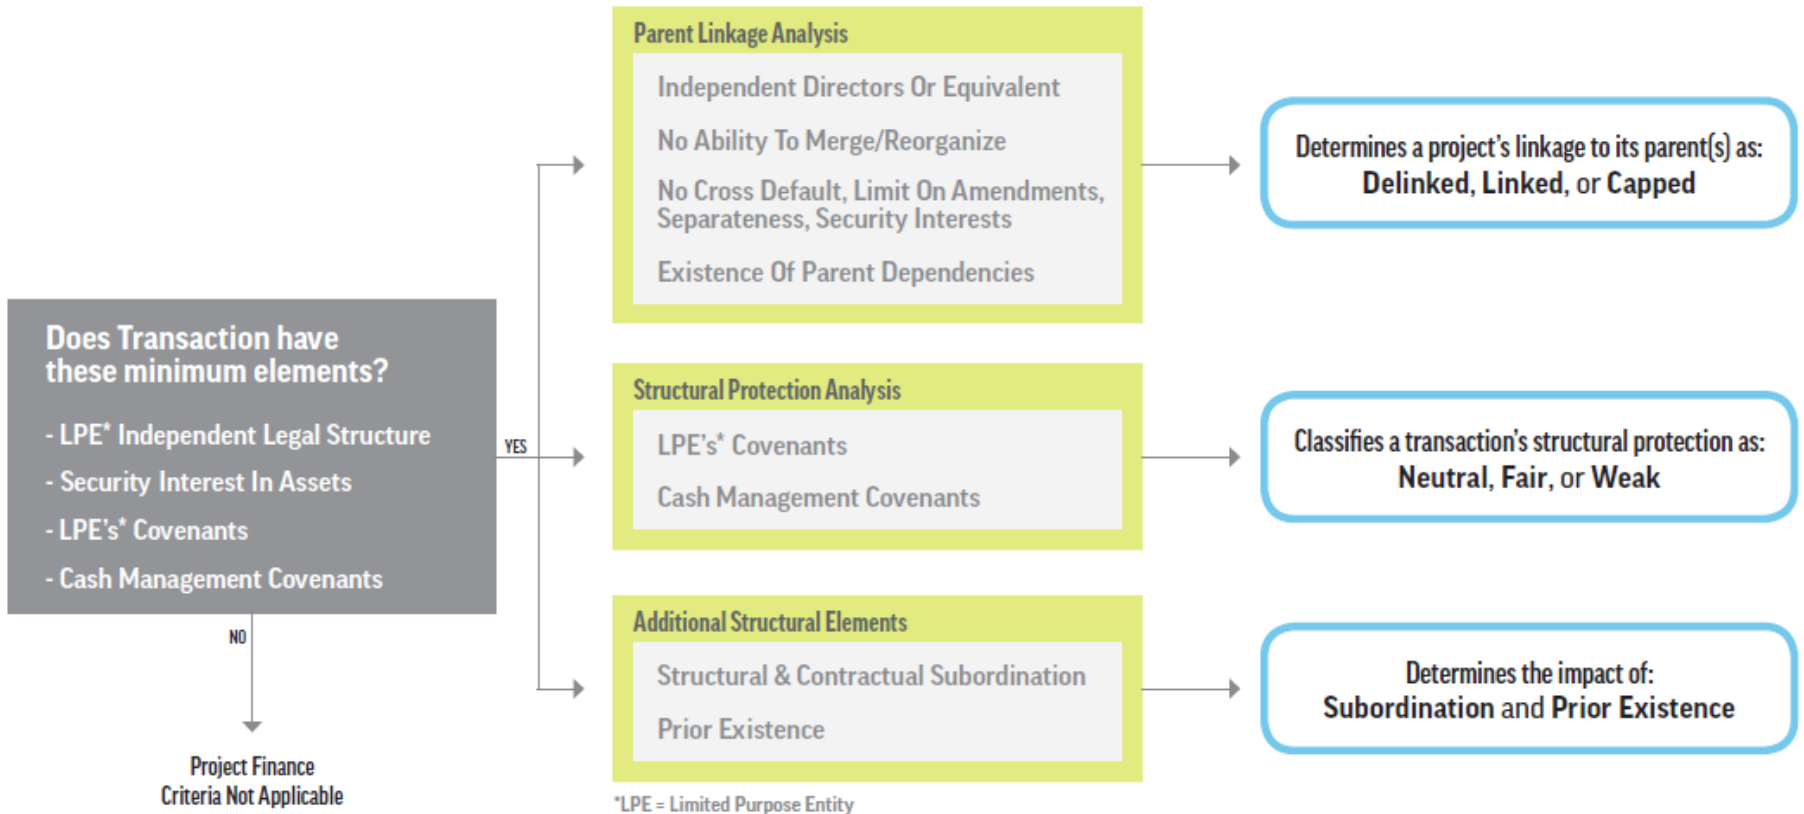 Does Transaction have
these minimum elements?
- LPE* Independent Legal Structure
- Security Interest In Assets
- LPE's* Covenants
- Cash Management Covenants
NO
Project Finance
Criteria Not Applicable
YES
Parent Linkage Analysis
Independent Directors Or Equivalent
No Ability To Merge/Reorganize
No Cross Default, Limit On Amendments,
Separateness, Security Interests
Existence Of Parent Dependencies
Determines a project's linkage to its parent(s) as:
Delinked, Linked, or Capped
Structural Protection Analysis
LPE's* Covenants
Cash Management Covenants
Classifies a transaction's structural protection as:
Neutral, Fair, or Weak
Additional Structural Elements
Structural & Contractual Subordination
Prior Existence
Determines the impact of:
Subordination and Prior Existence
*LPE = Limited Purpose Entity